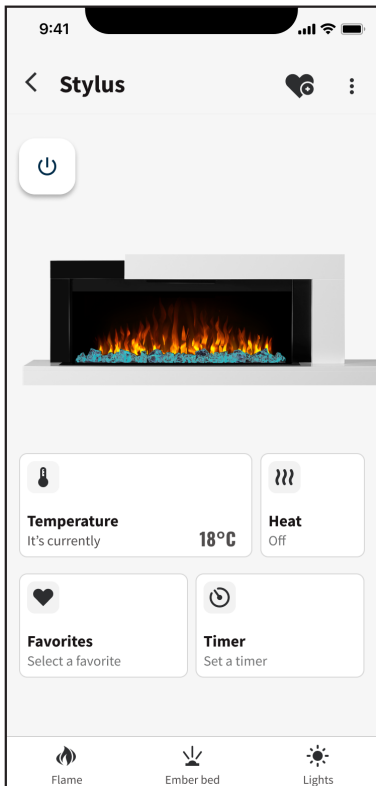 9:41
Stylus
Temperature
It's currently
18°C
Heat
Off
Favorites
Select a favorite
Timer
Set a timer
Flame
Ember bed
Lights